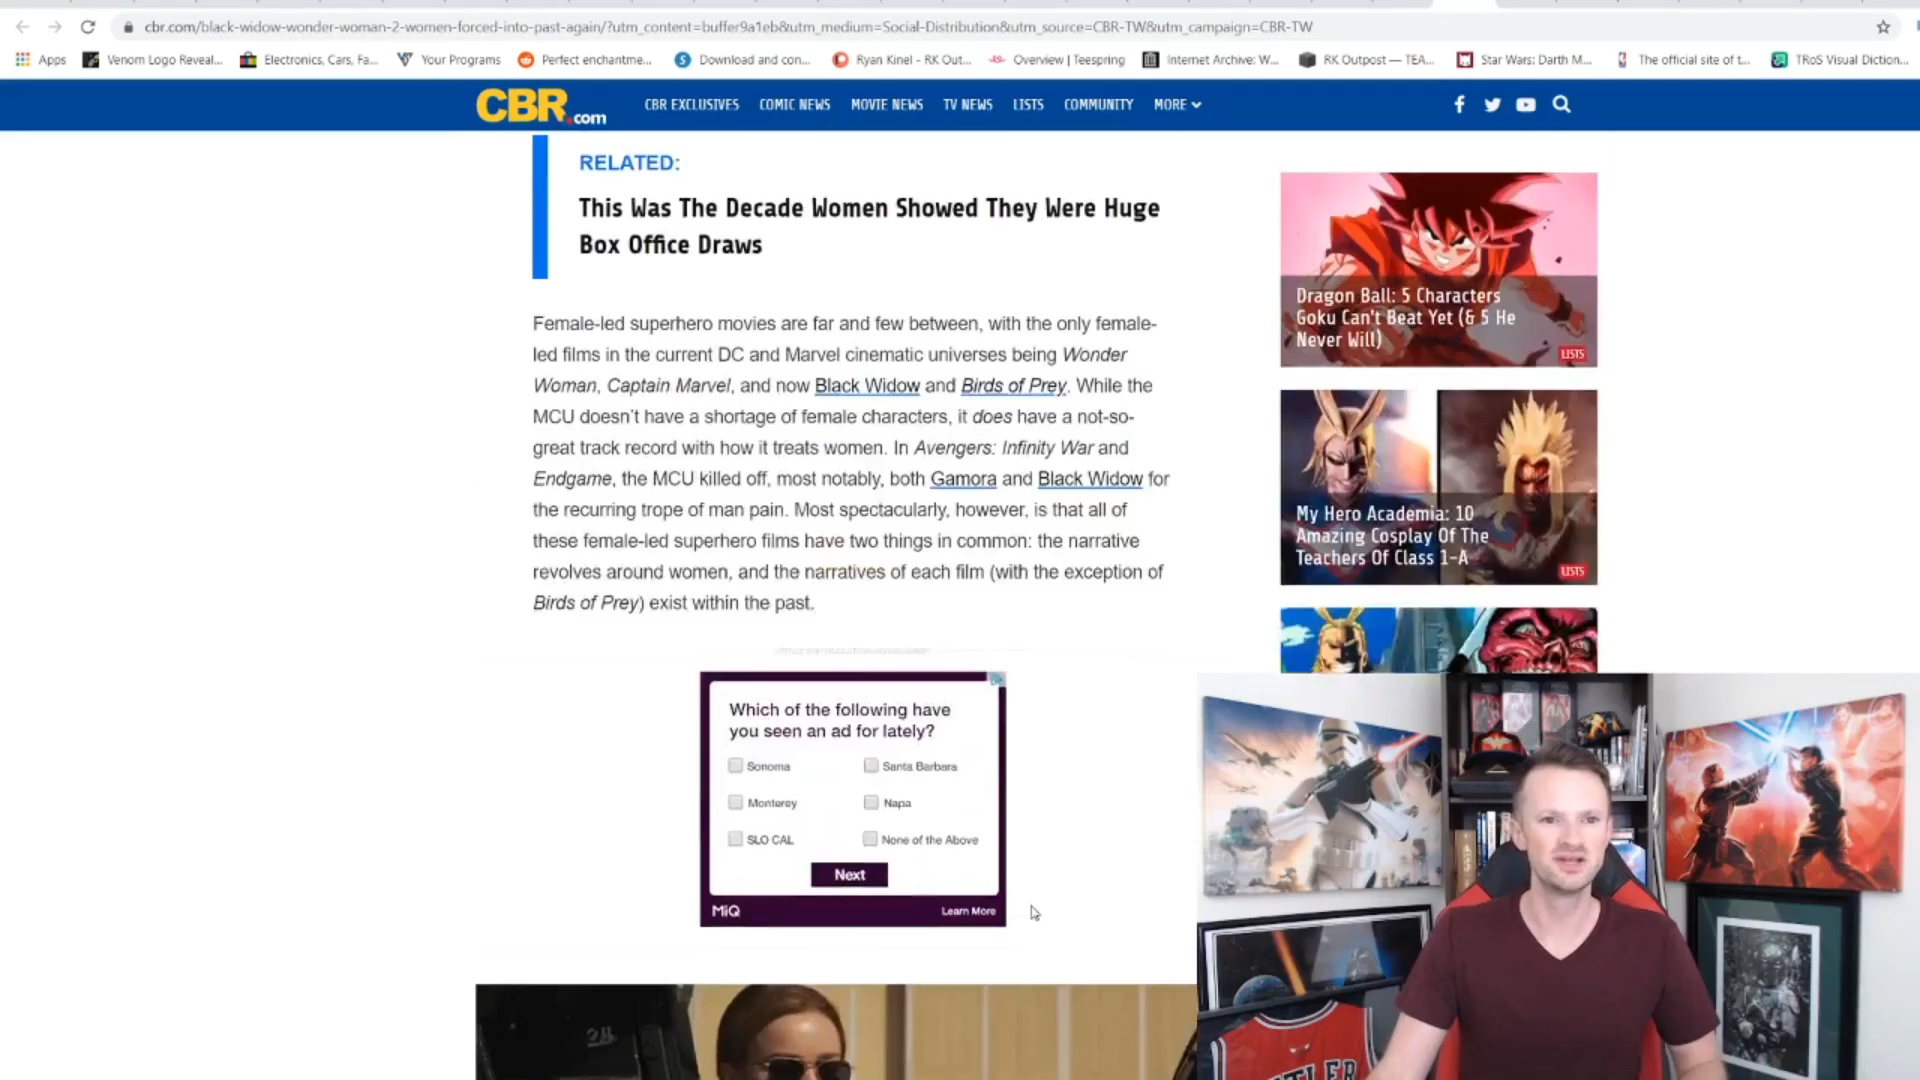 cbr.com/black-widow-wonder-woman-2-women-forced-into-past-again/?utm_content=buffer9a1eb&utm_medium=Social-Distribution&utm_source=CBR-TW&utm_campaign=CBR-TW
Apps Venom Logo Reveal... Electronics, Cars, Fa... Your Programs Perfect enchantme... Download and con... Ryan Kinel - RK Out... Overview | Teespring Internet Archive: W... RK Outpost — TEA... Star Wars: Darth M... The official site of t... TRoS Visual Diction...
CBR.com CBR EXCLUSIVES COMIC NEWS MOVIE NEWS TV NEWS LISTS COMMUNITY MORE
RELATED:
This Was The Decade Women Showed They Were Huge
Box Office Draws
Female-led superhero movies are far and few between, with the only female-
led films in the current DC and Marvel cinematic universes being Wonder
Woman, Captain Marvel, and now Black Widow and Birds of Prey. While the
MCU doesn't have a shortage of female characters, it does have a not-so-
great track record with how it treats women. In Avengers: Infinity War and
Endgame, the MCU killed off, most notably, both Gamora and Black Widow for
the recurring trope of man pain. Most spectacularly, however, is that all of
these female-led superhero films have two things in common: the narrative
revolves around women, and the narratives of each film (with the exception of
Birds of Prey) exist within the past.
Dragon Ball: 5 Characters
Goku Can't Beat Yet (& 5 He
Never Will)
LISTS
My Hero Academia: 10
Amazing Cosplay Of The
Teachers Of Class 1-A
LISTS
Which of the following have
you seen an ad for lately?
Sonoma Santa Barbara
Monterey Napa
SLO CAL None of the Above
Next
MiQ Learn More
24